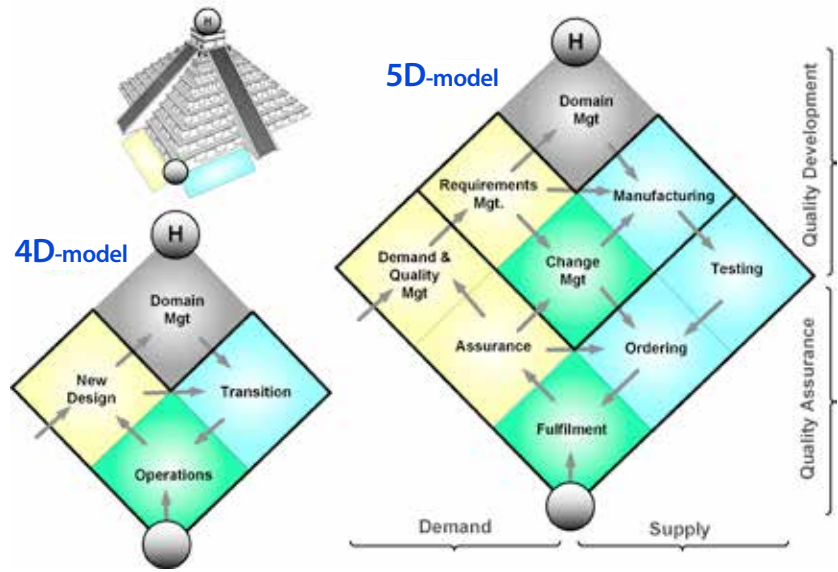 H
5D-model
H
Domain
Mgt
Requirements
Mgt.
Manufacturing
Demand &
Quality
Mgt
Change
Mgt
Testing
Assurance
Ordering
Fulfilment
Quality Development
Quality Assurance
Demand
Supply
4D-model
H
Domain
Mgt
New
Design
Transition
Operations